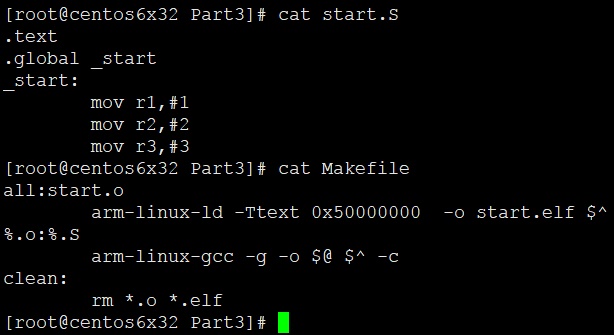 [root@centos6x32 Part3]# cat start.S
.text
.global _start
_start:
        mov r1,#1
        mov r2,#2
        mov r3,#3
[root@centos6x32 Part3]# cat Makefile
all:start.o
        arm-linux-ld -Ttext 0x50000000  -o start.elf $^
%.o:%.S
        arm-linux-gcc -g -o $@ $^ -c
clean:
        rm *.o *.elf
[root@centos6x32 Part3]#